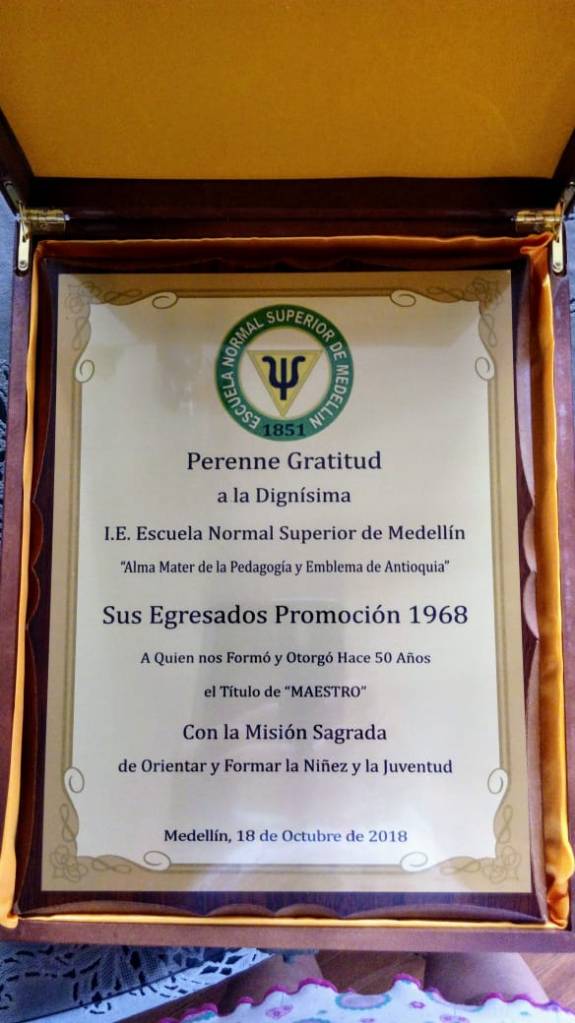 ESCUELA NORMAL SUPERIOR DE MEDELLIN
Ψ
1851
Perenne Gratitud
a la Dignísima
I.E. Escuela Normal Superior de Medellín
“Alma Mater de la Pedagogía y Emblema de Antioquia”
Sus Egresados Promoción 1968
A Quien nos Formó y Otorgó Hace 50 Años
el Título de “MAESTRO”
Con la Misión Sagrada
de Orientar y Formar la Niñez y la Juventud
Medellín, 18 de Octubre de 2018